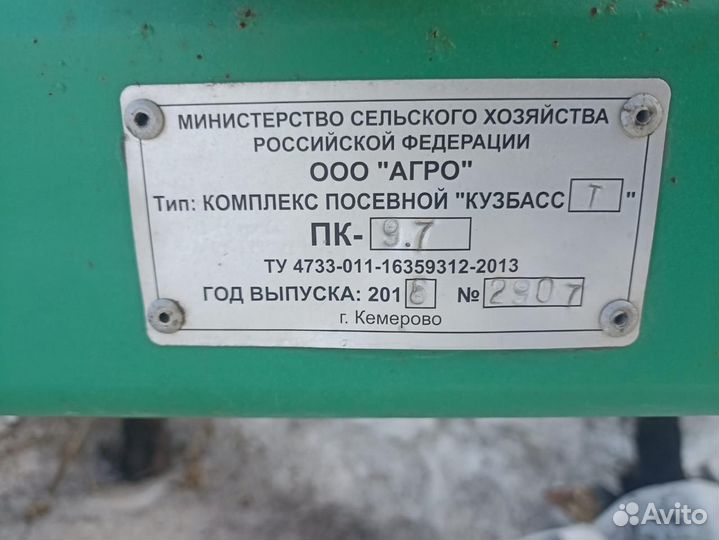 МИНИСТЕРСТВО СЕЛЬСКОГО ХОЗЯЙСТВА
РОССИЙСКОЙ ФЕДЕРАЦИИ
ООО "АГРО"
Тип: КОМПЛЕКС ПОСЕВНОЙ "КУЗБАСС Т"
ПК- 9.7
ТУ 4733-011-16359312-2013
ГОД ВЫПУСКА: 2018 № 2907
г. Кемерово
Avito